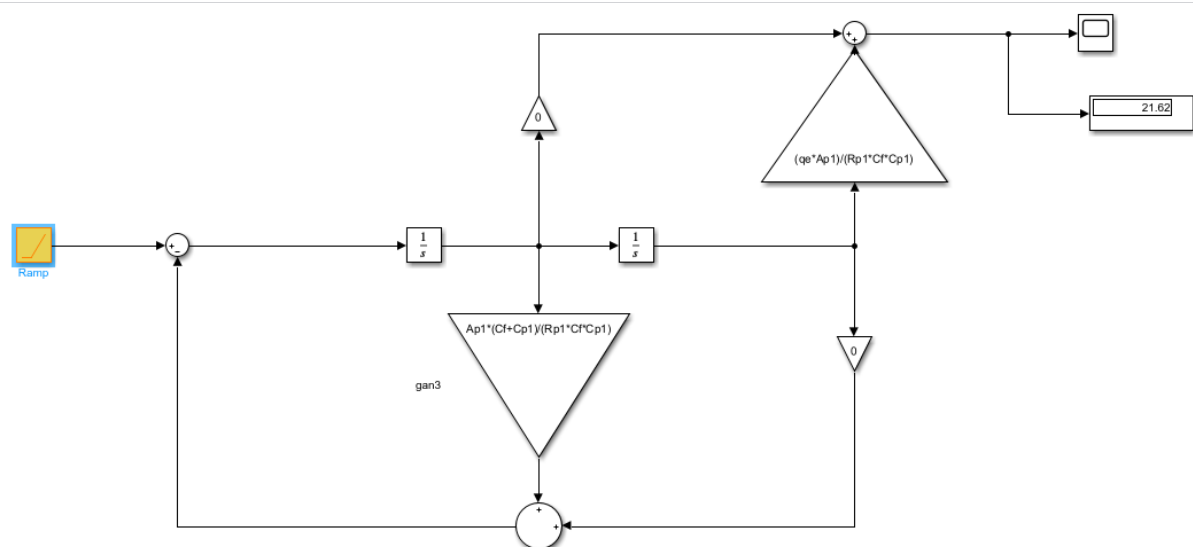 21.62
0
(qe*Ap1)/(Rp1*Cf*Cp1)
1
s
1
s
Ramp
Ap1*(Cf+Cp1)/(Rp1*Cf*Cp1)
0
gan3